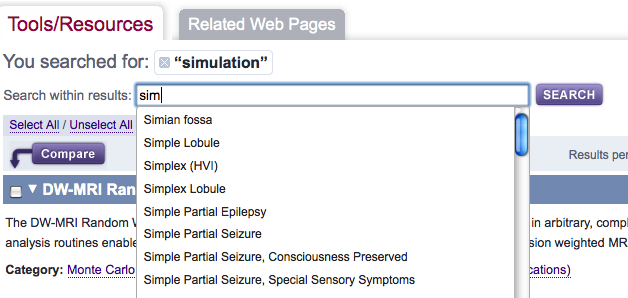 Tools/Resources Related Web Pages
You searched for: “simulation”
Search within results: sim SEARCH
Simian fossa
Select All / Unselect All
Simple Lobule
Compare Simplex (HVI) Results per
Simplex Lobule
DW-MRI Ran
Simple Partial Epilepsy
The DW-MRI Random in arbitrary, comp
Simple Partial Seizure
analysis routines enable weighted MR
Simple Partial Seizure, Consciousness Preserved
Category: Monte Carlo
Simple Partial Seizure, Special Sensory Symptoms